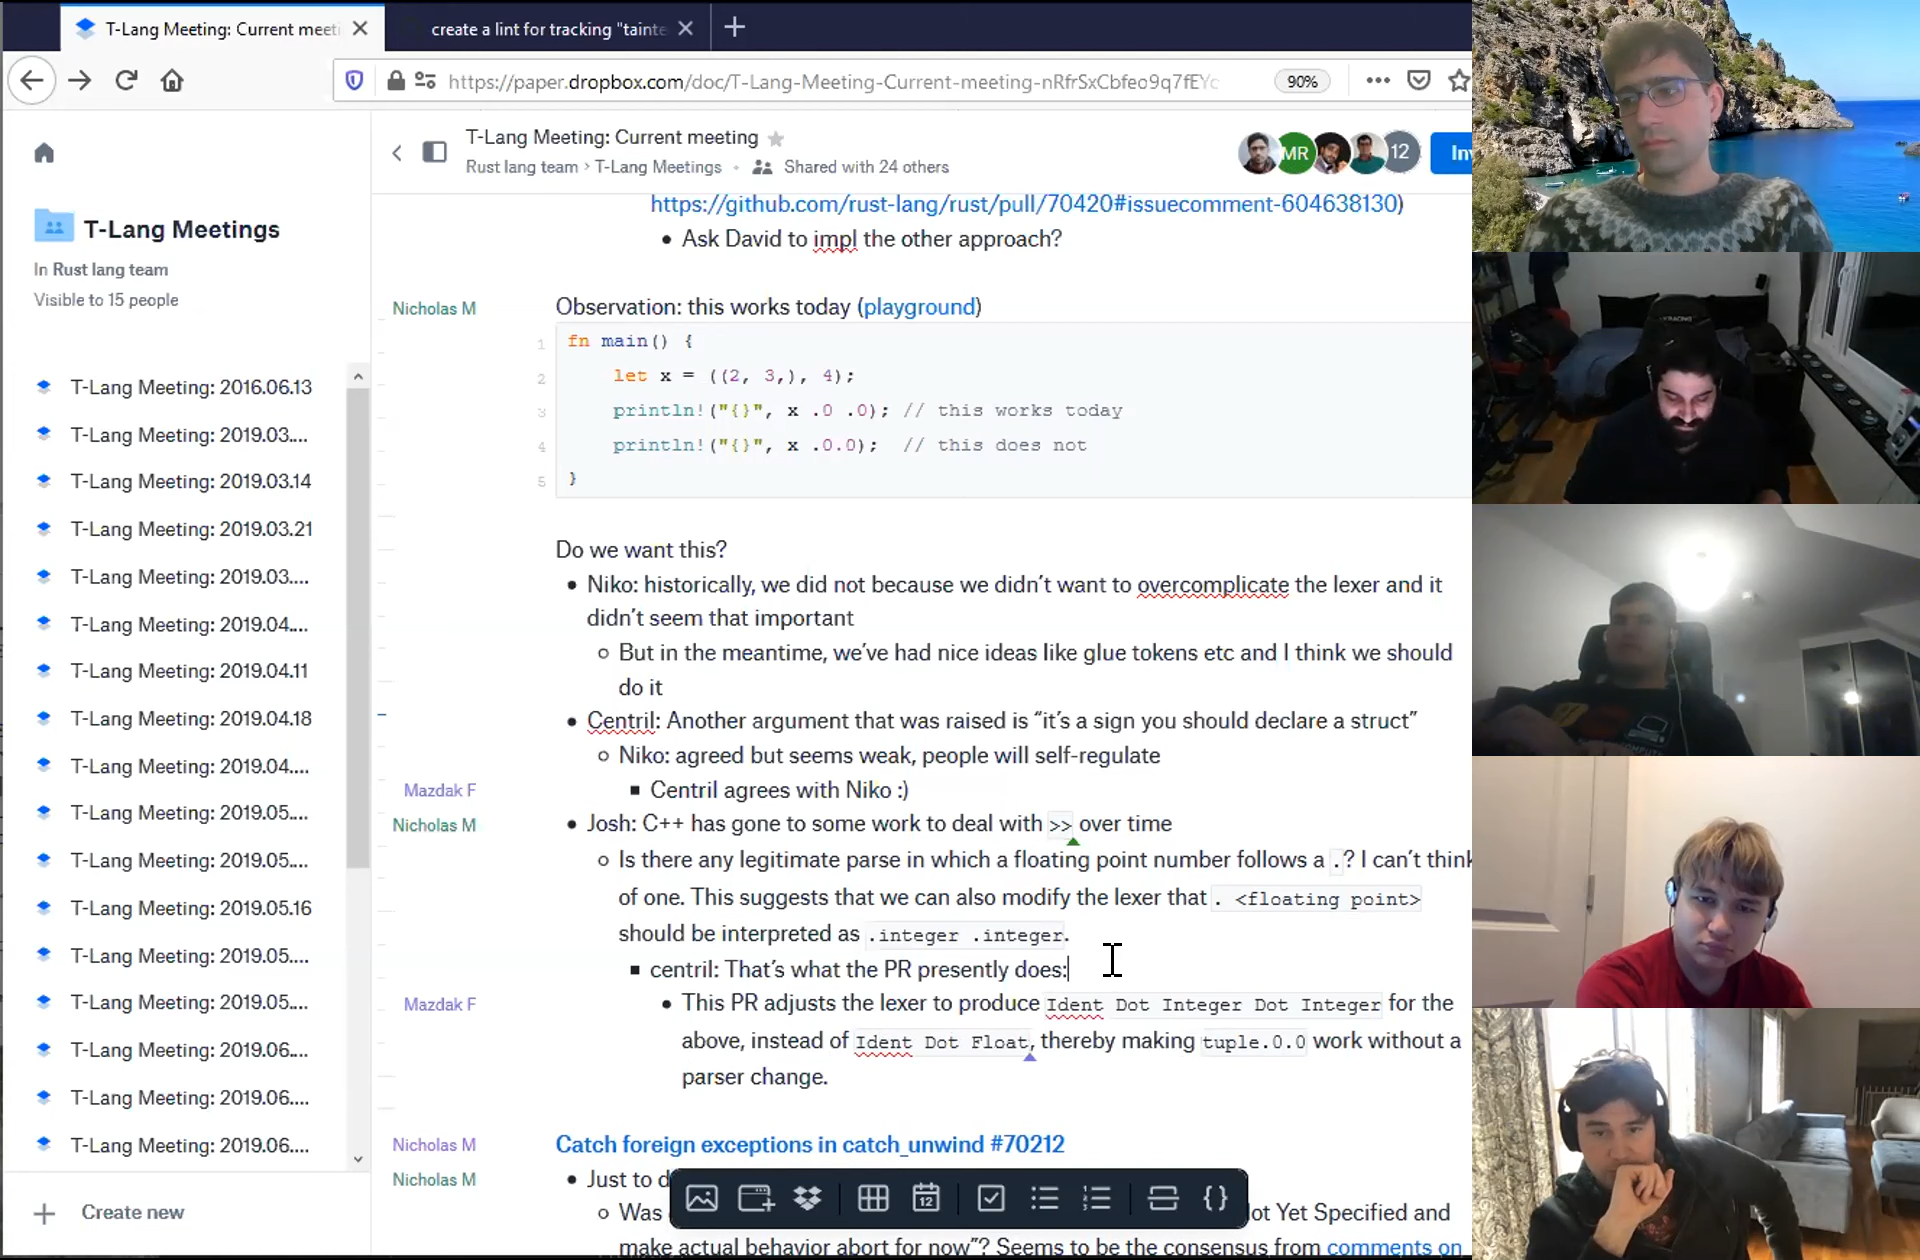 T-Lang Meeting: Current meeti
create a lint for tracking "tainte
https://paper.dropbox.com/doc/T-Lang-Meeting-Current-meeting-nRfrSxCbfeo9q7fEYc
90%
T-Lang Meetings
In Rust lang team
Visible to 15 people
T-Lang Meeting: 2016.06.13
T-Lang Meeting: 2019.03....
T-Lang Meeting: 2019.03.14
T-Lang Meeting: 2019.03.21
T-Lang Meeting: 2019.03....
T-Lang Meeting: 2019.04....
T-Lang Meeting: 2019.04.11
T-Lang Meeting: 2019.04.18
T-Lang Meeting: 2019.04....
T-Lang Meeting: 2019.05....
T-Lang Meeting: 2019.05....
T-Lang Meeting: 2019.05.16
T-Lang Meeting: 2019.05....
T-Lang Meeting: 2019.05....
T-Lang Meeting: 2019.06....
T-Lang Meeting: 2019.06....
T-Lang Meeting: 2019.06....
Create new
T-Lang Meeting: Current meeting
Rust lang team › T-Lang Meetings • Shared with 24 others
MR
12
Inv
https://github.com/rust-lang/rust/pull/70420#issuecomment-604638130)
• Ask David to impl the other approach?
Nicholas M
Observation: this works today (playground)
1 fn main() {
2 let x = ((2, 3,), 4);
3 println!("{}", x .0 .0); // this works today
4 println!("{}", x .0.0); // this does not
5 }
Do we want this?
• Niko: historically, we did not because we didn't want to overcomplicate the lexer and it
didn't seem that important
○ But in the meantime, we've had nice ideas like glue tokens etc and I think we should
do it
• Centril: Another argument that was raised is “it's a sign you should declare a struct”
○ Niko: agreed but seems weak, people will self-regulate
Mazdak F
▪ Centril agrees with Niko :)
Nicholas M
• Josh: C++ has gone to some work to deal with >> over time
○ Is there any legitimate parse in which a floating point number follows a .? I can't think
of one. This suggests that we can also modify the lexer that . <floating point>
should be interpreted as .integer .integer.
▪ centril: That's what the PR presently does:
Mazdak F
• This PR adjusts the lexer to produce Ident Dot Integer Dot Integer for the
above, instead of Ident Dot Float, thereby making tuple.0.0 work without a
parser change.
Nicholas M
Catch foreign exceptions in catch_unwind #70212
Nicholas M
• Just to d
○ Was ot Yet Specified and
make actual behavior abort for now”? Seems to be the consensus from comments on
12